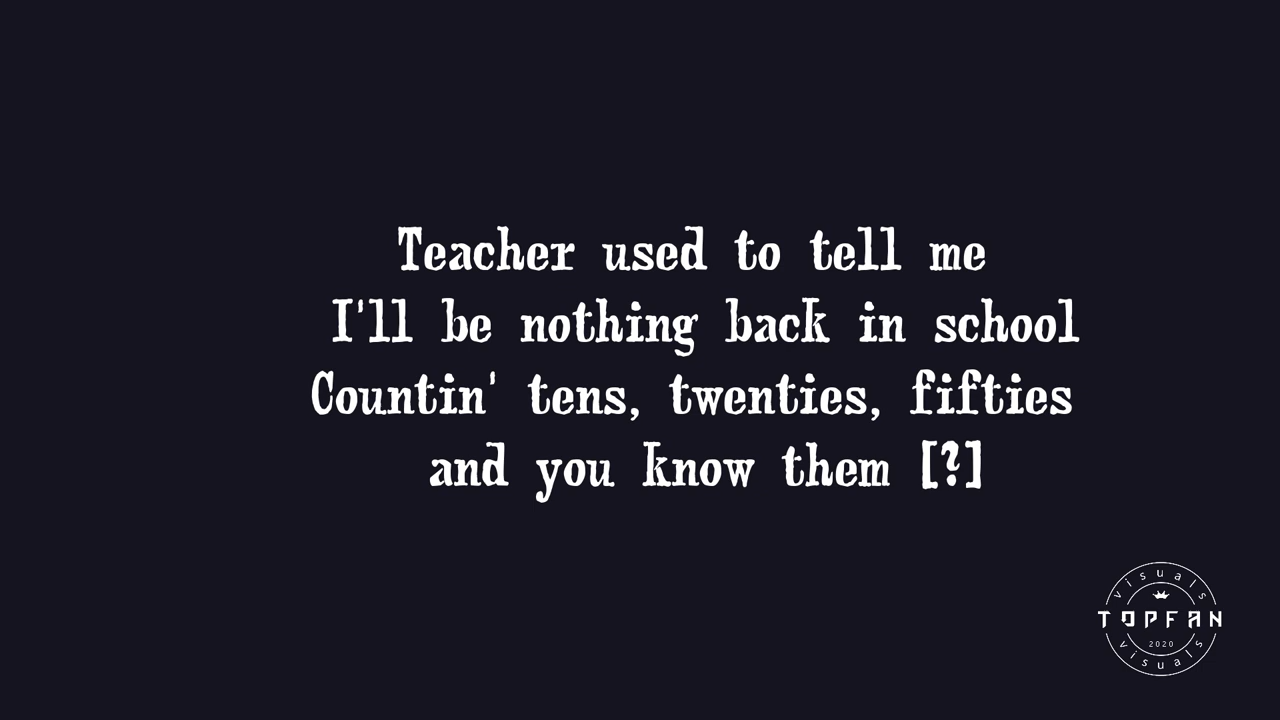 Teacher used to tell me
I'll be nothing back in school
Countin' tens, twenties, fifties
and you know them [?]
visuals
TOPFAN
2020
visuals